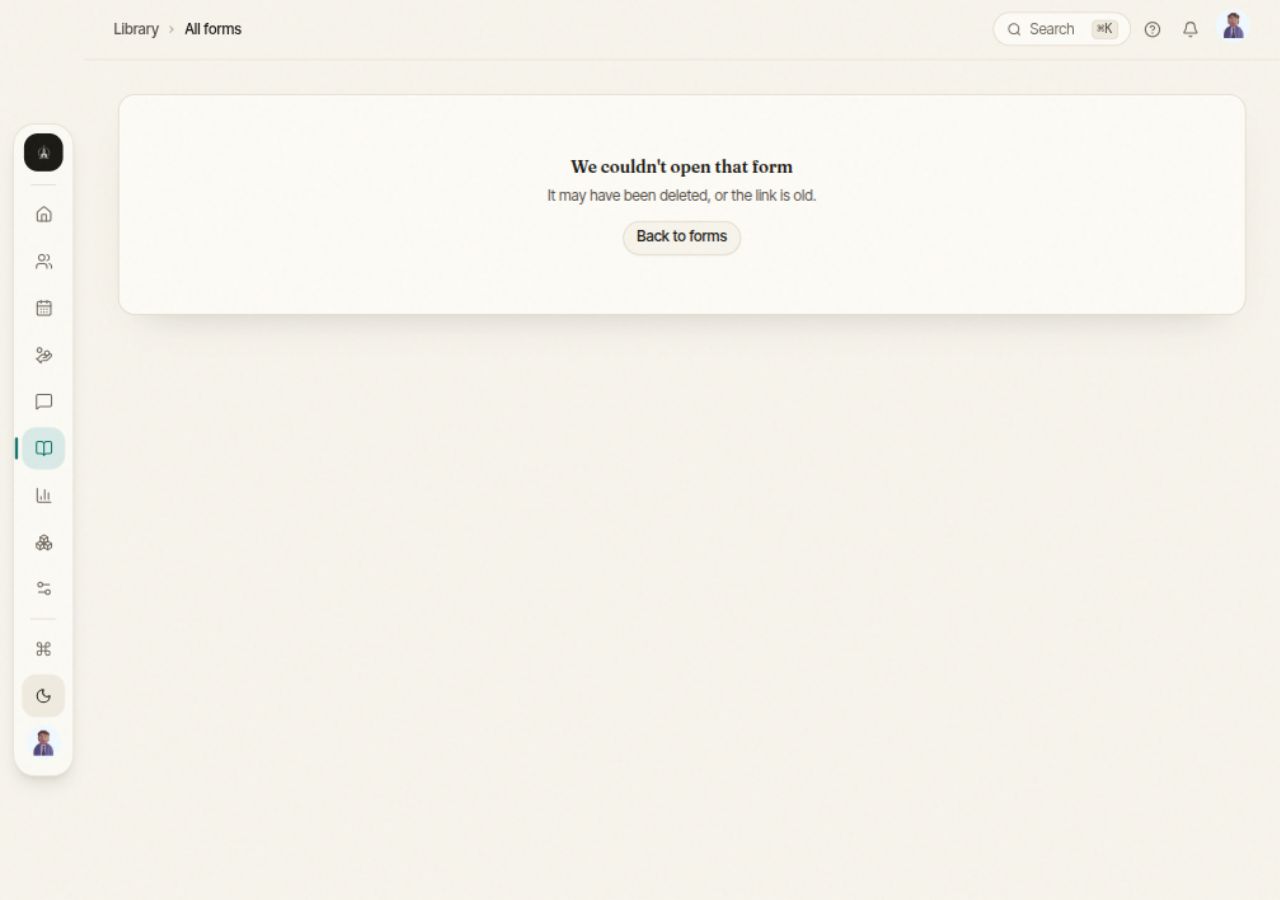 Library › All forms
Search ⌘K
We couldn't open that form
It may have been deleted, or the link is old.
Back to forms